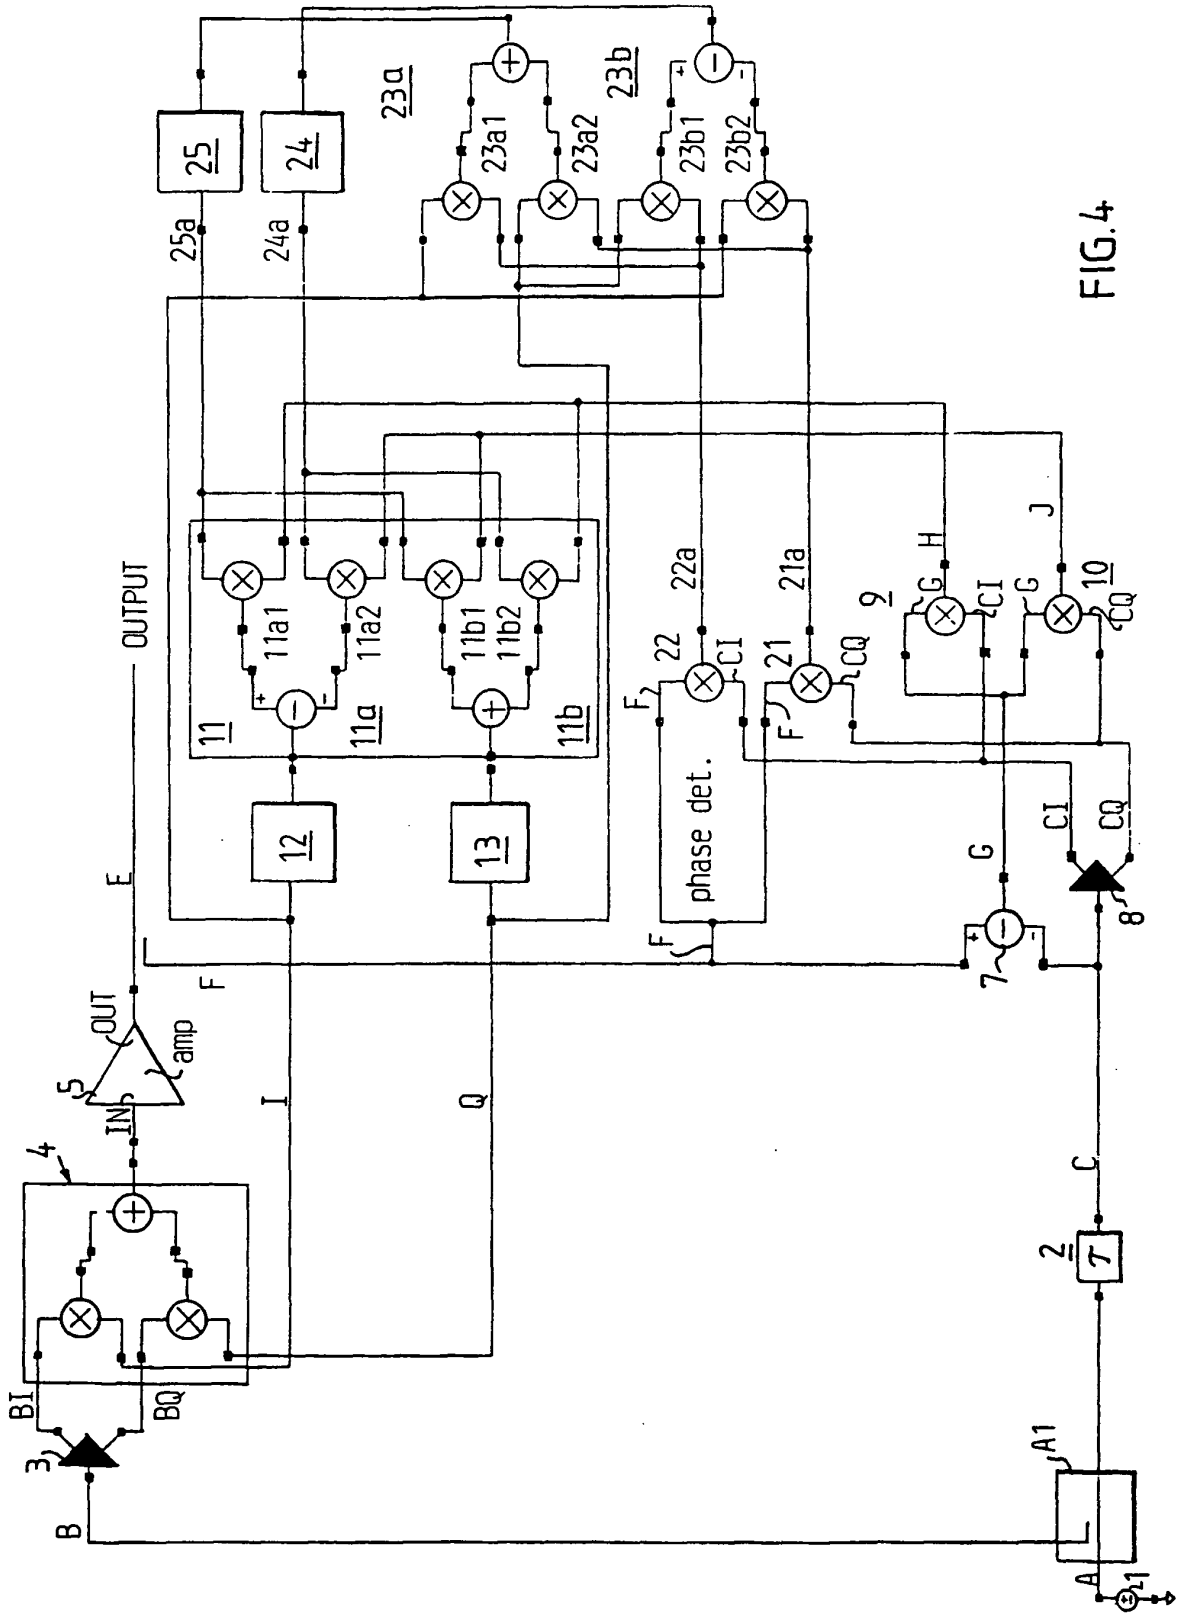 B
3
BI
BQ
4
IN
5
OUT
amp
E
OUTPUT
F
I
Q
12
13
11
+
-
11a
11a1
11a2
11b1
11b2
11b
25a
24a
25
24
23a
23a1
23a2
23b
23b1
23b2
+
-
F
F
F
phase det.
22
CI
21
CQ
22a
21a
A
21
A1
2
τ
C
7
+
-
G
8
CI
CQ
9
G
CI
G
10
CQ
H
J
FIG.4